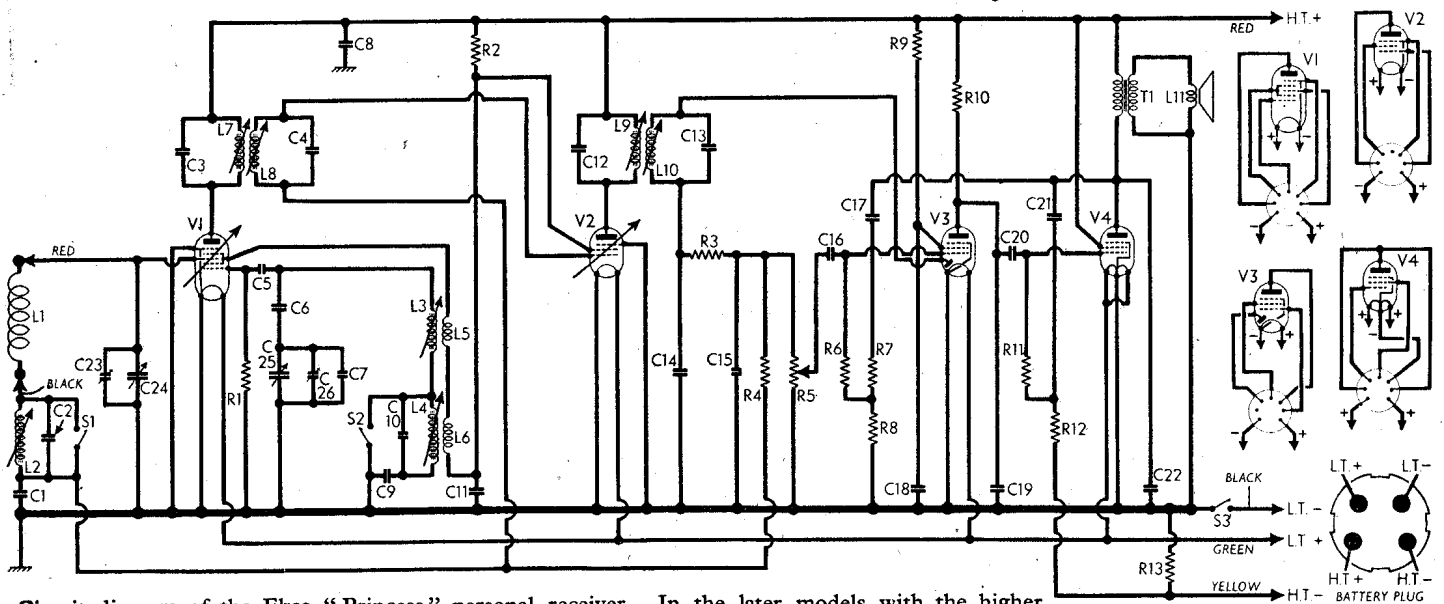 C8
R2
R9
R10
T1
L11
RED
H.T.+
V1
V2
+
-
+
-
-
+
L7
C3
L8
C4
L9
C12
L10
C13
V1
V2
C17
V3
C21
V4
RED
C5
C6
L1
C23
C24
BLACK
C2
S1
L2
C1
R1
C
25
C
26
C7
L3
L5
S2
C
10
L4
L6
C9
C11
R3
C14
C15
R4
R5
C16
R6
R7
R8
C18
C20
R11
C19
R12
C22
V3
V4
-
+
-
+
BLACK
S3
L.T. -
L.T +
GREEN
R13
YELLOW
H.T.-
L.T.+
L.T.-
H.T+
H.T-
BATTERY PLUG
Circuit diagram of the Ekco "Princess" personal receiver. In the later models with the higher